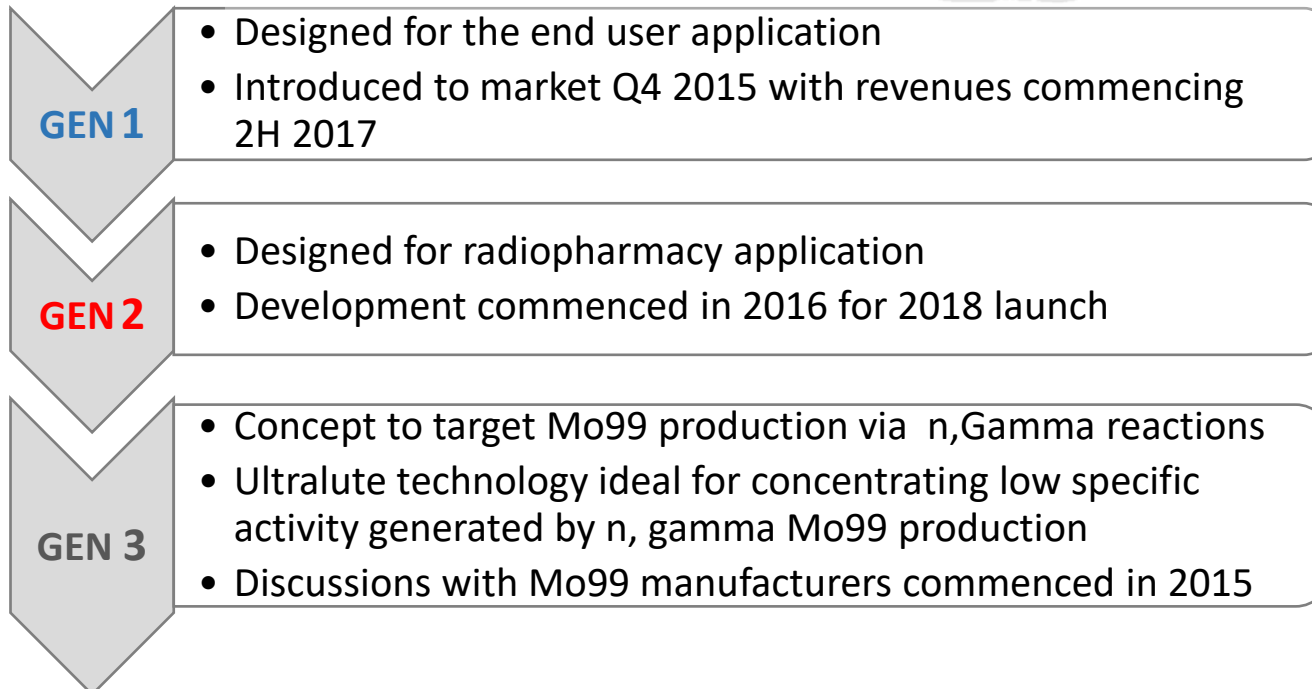 • Designed for the end user application
• Introduced to market Q4 2015 with revenues commencing
2H 2017
GEN 1
• Designed for radiopharmacy application
• Development commenced in 2016 for 2018 launch
GEN 2
• Concept to target Mo99 production via n,Gamma reactions
• Ultralute technology ideal for concentrating low specific
activity generated by n, gamma Mo99 production
• Discussions with Mo99 manufacturers commenced in 2015
GEN 3